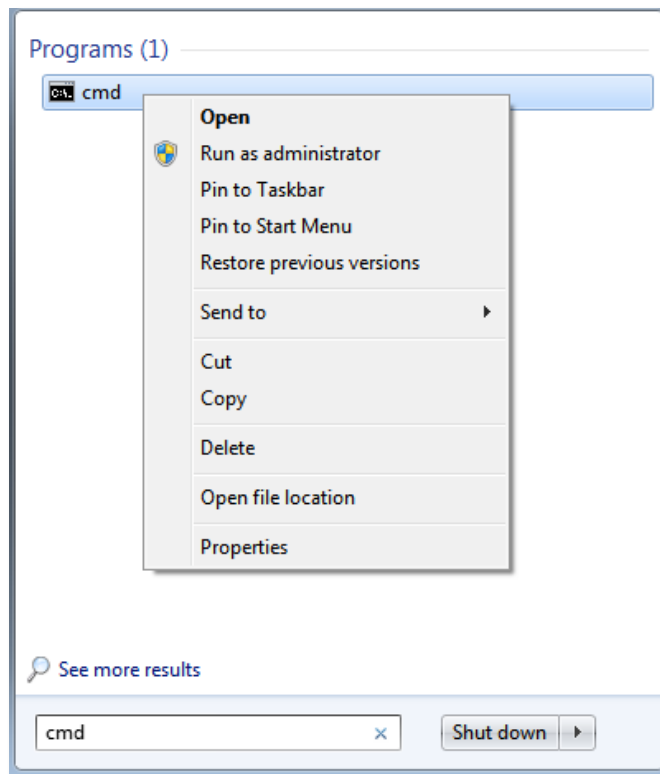 Programs (1)
cmd
Open
Run as administrator
Pin to Taskbar
Pin to Start Menu
Restore previous versions
Send to
Cut
Copy
Delete
Open file location
Properties
See more results
cmd
Shut down